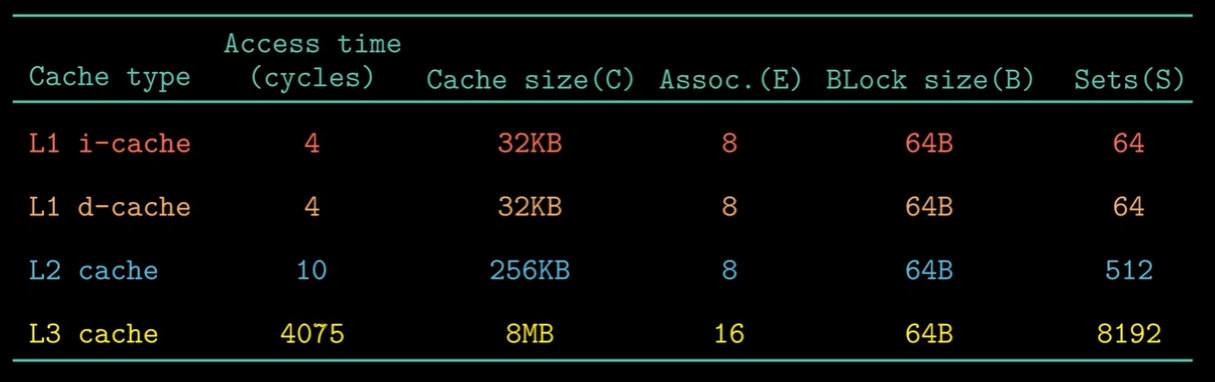 Access time
Cache type (cycles) Cache size(C) Assoc.(E) BLock size(B) Sets(S)
L1 i-cache 4 32KB 8 64B 64
L1 d-cache 4 32KB 8 64B 64
L2 cache 10 256KB 8 64B 512
L3 cache 4075 8MB 16 64B 8192